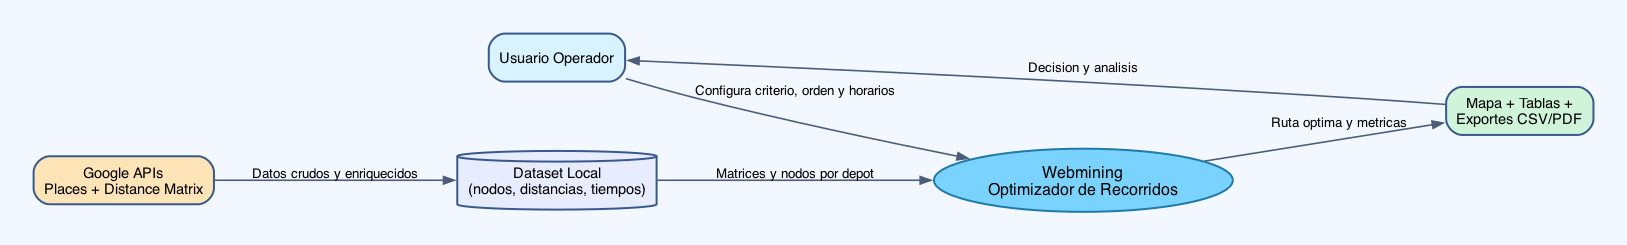 Usuario Operador
Decision y analisis
Configura criterio, orden y horarios
Mapa + Tablas +
Exportes CSV/PDF
Ruta optima y metricas
Google APIs
Places + Distance Matrix
Datos crudos y enriquecidos
Dataset Local
(nodos, distancias, tiempos)
Matrices y nodos por depot
Webmining
Optimizador de Recorridos